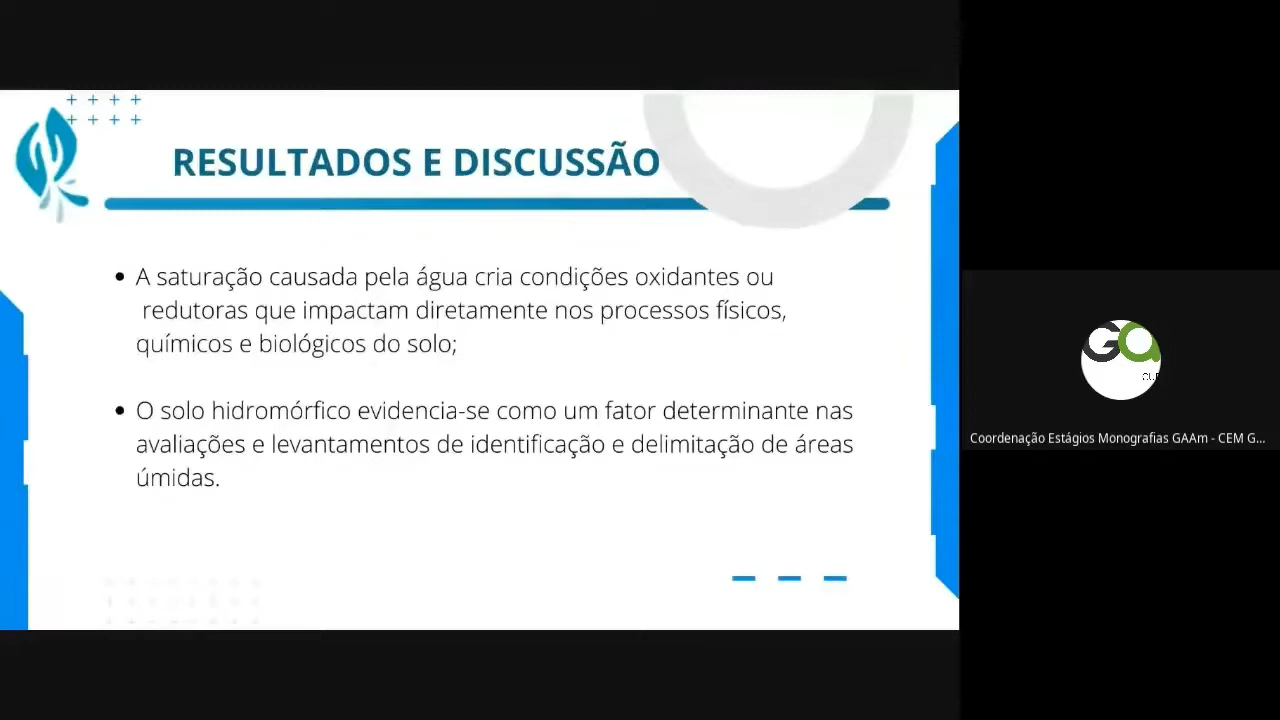 RESULTADOS E DISCUSSÃO
• A saturação causada pela água cria condições oxidantes ou
redutoras que impactam diretamente nos processos físicos,
químicos e biológicos do solo;
• O solo hidromórfico evidencia-se como um fator determinante nas
avaliações e levantamentos de identificação e delimitação de áreas
úmidas.
Coordenação Estágios Monografias GAAm - CEM G...